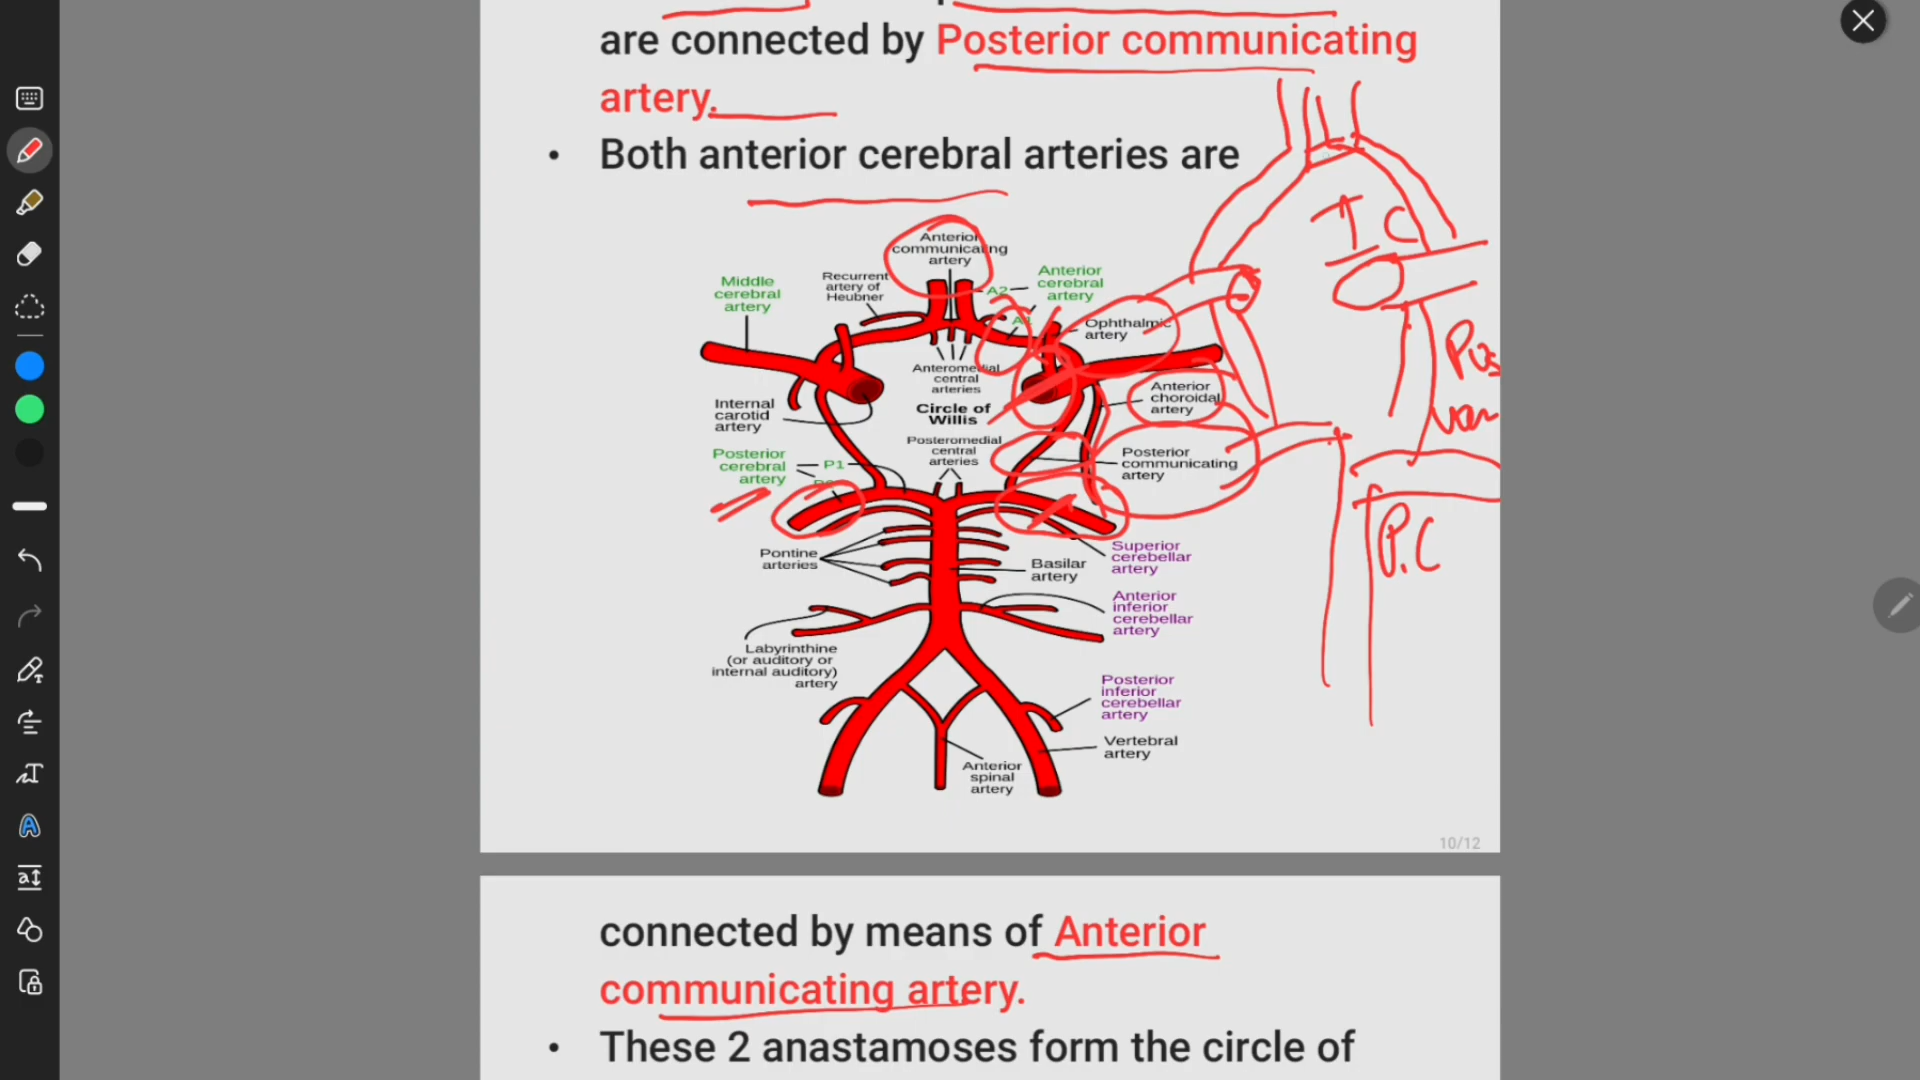 are connected by Posterior communicating
artery.
• Both anterior cerebral arteries are
Anterior
communicating
artery
Middle
cerebral
artery
Recurrent
artery of
Heubner
A2
Anterior
cerebral
artery
Ophthalmic
artery
I C
Anteromedial
central
arteries
Anterior
choroidal
artery
Internal
carotid
artery
Circle of
Willis
Posteromedial
central
arteries
Posterior
cerebral
artery
P1
Posterior
communicating
artery
P.C
Pontine
arteries
Basilar
artery
Superior
cerebellar
artery
Anterior
inferior
cerebellar
artery
Labyrinthine
(or auditory or
internal auditory)
artery
Posterior
inferior
cerebellar
artery
Vertebral
artery
Anterior
spinal
artery
10/12
connected by means of Anterior
communicating artery.
• These 2 anastamoses form the circle of